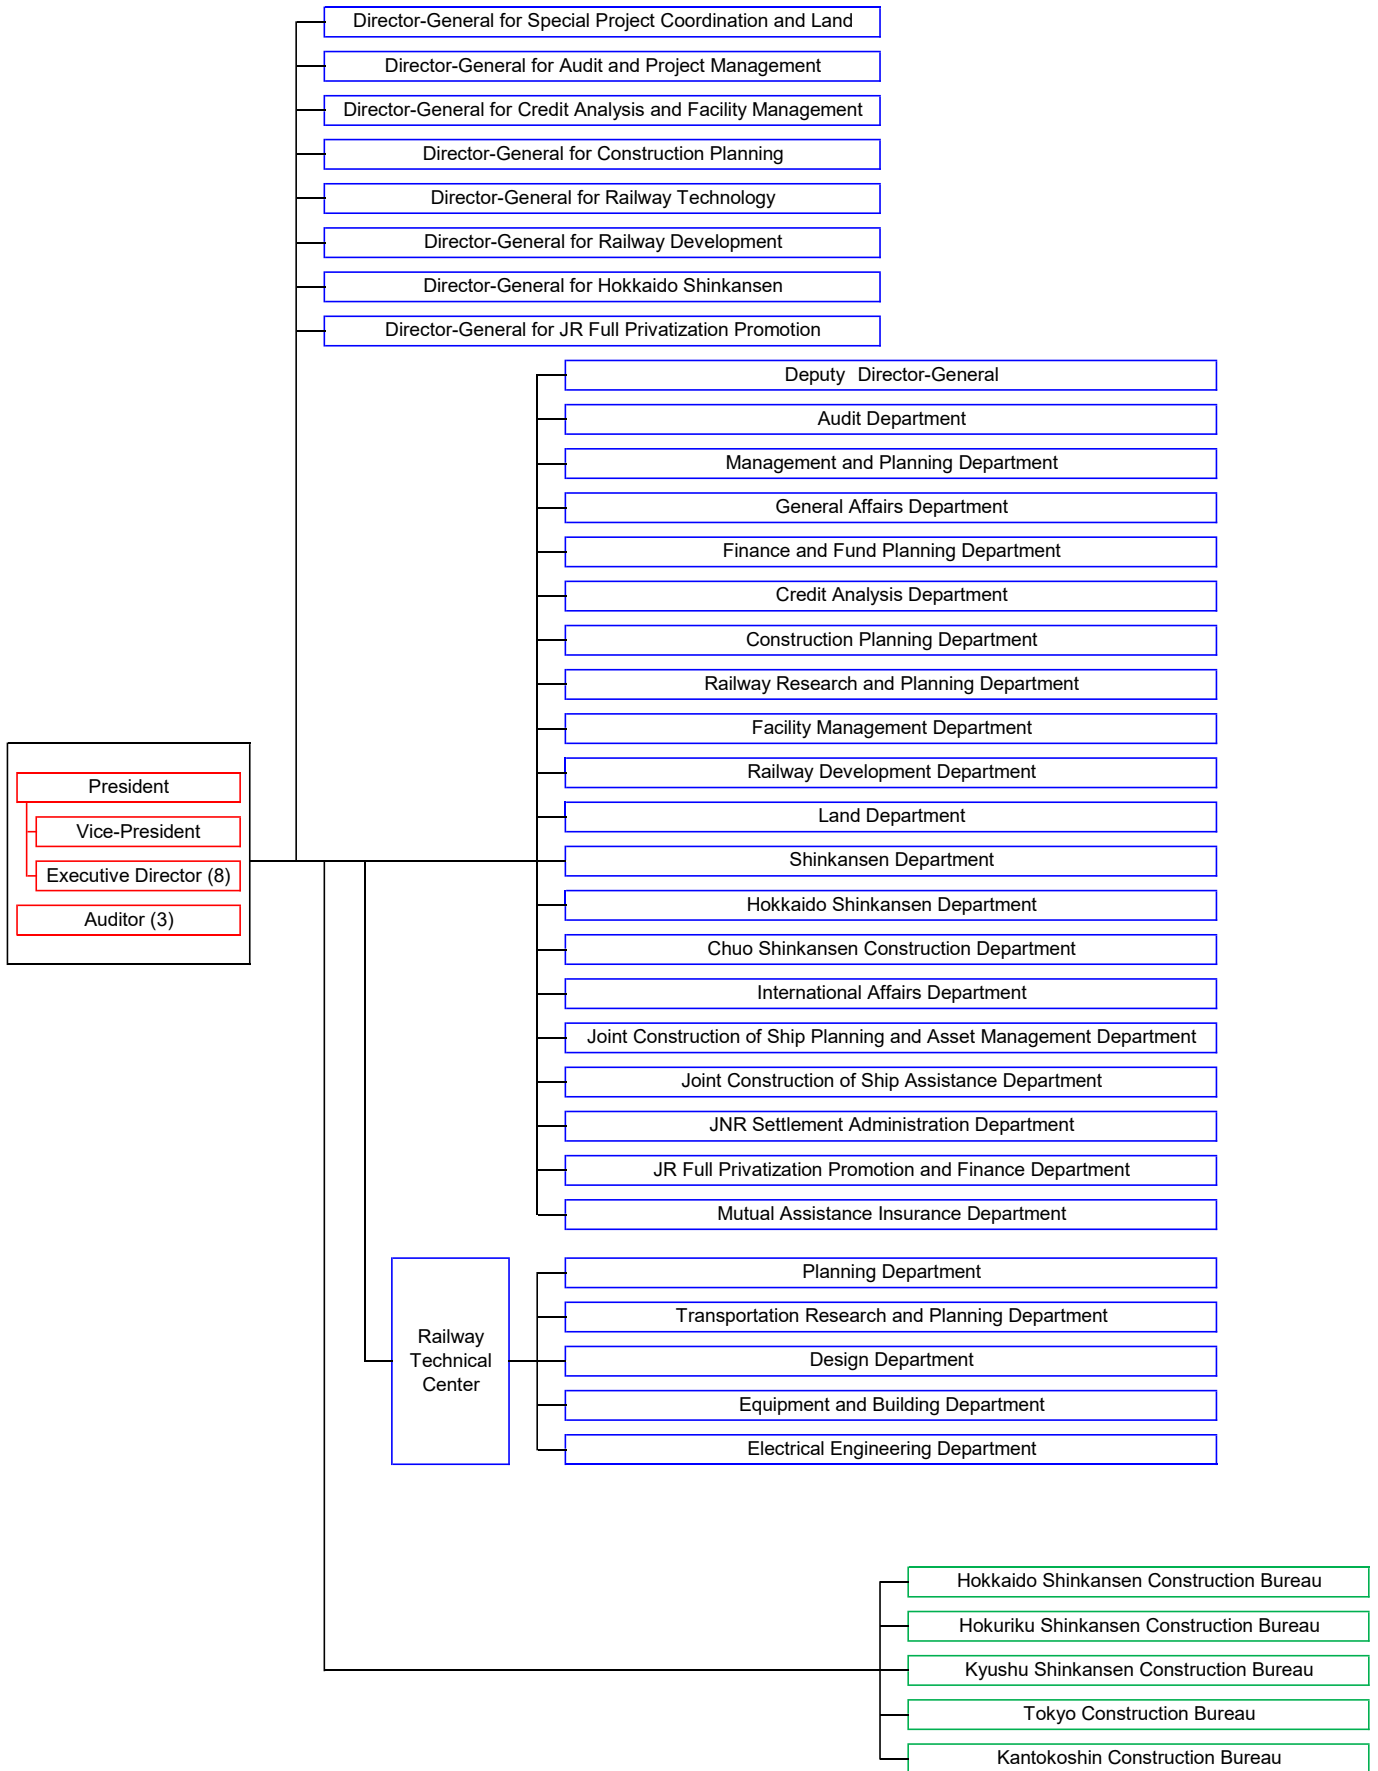 Director-General for Special Project Coordination and Land
Director-General for Audit and Project Management
Director-General for Credit Analysis and Facility Management
Director-General for Construction Planning
Director-General for Railway Technology
Director-General for Railway Development
Director-General for Hokkaido Shinkansen
Director-General for JR Full Privatization Promotion
Deputy Director-General
Audit Department
Management and Planning Department
General Affairs Department
Finance and Fund Planning Department
Credit Analysis Department
Construction Planning Department
Railway Research and Planning Department
Facility Management Department
Railway Development Department
Land Department
Shinkansen Department
Hokkaido Shinkansen Department
Chuo Shinkansen Construction Department
International Affairs Department
Joint Construction of Ship Planning and Asset Management Department
Joint Construction of Ship Assistance Department
JNR Settlement Administration Department
JR Full Privatization Promotion and Finance Department
Mutual Assistance Insurance Department
President
Vice-President
Executive Director (8)
Auditor (3)
Railway
Technical
Center
Planning Department
Transportation Research and Planning Department
Design Department
Equipment and Building Department
Electrical Engineering Department
Hokkaido Shinkansen Construction Bureau
Hokuriku Shinkansen Construction Bureau
Kyushu Shinkansen Construction Bureau
Tokyo Construction Bureau
Kantokoshin Construction Bureau